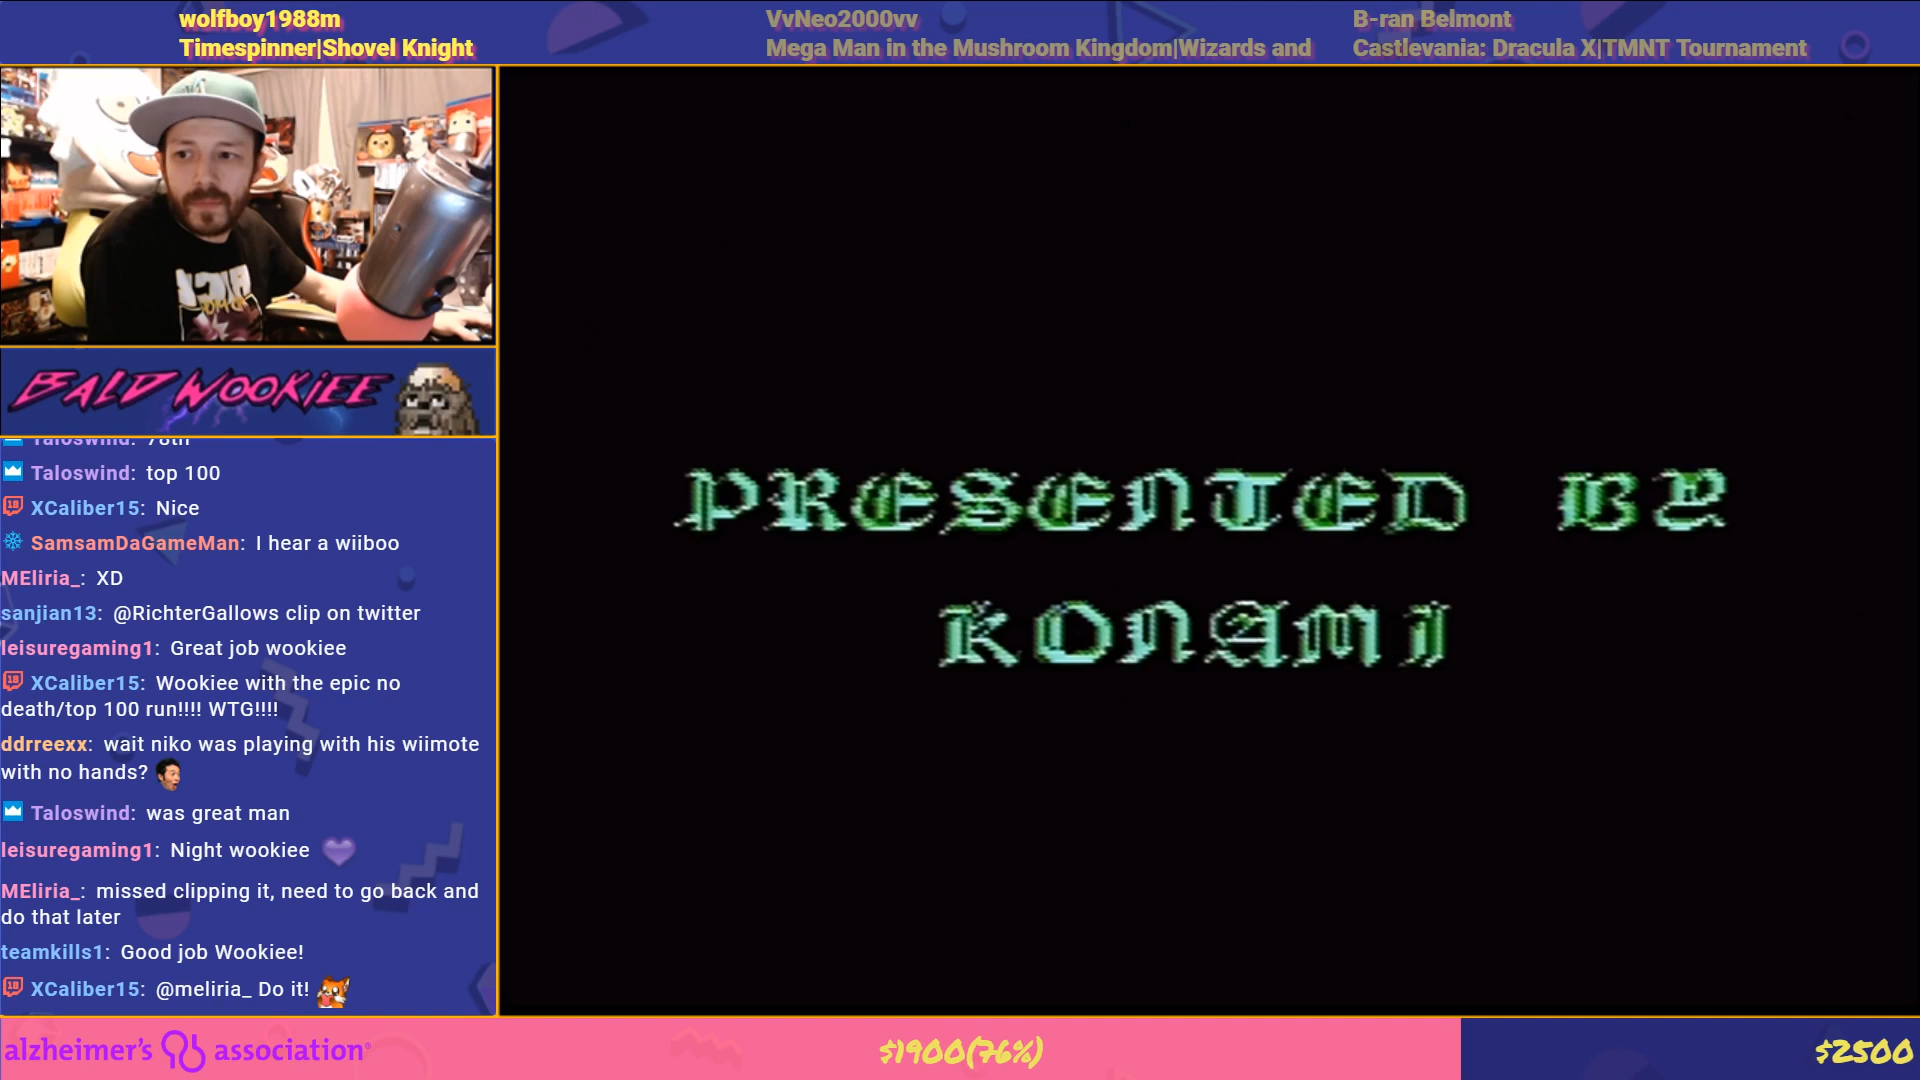 wolfboy1988m
Timespinner|Shovel Knight
VvNeo2000vv
Mega Man in the Mushroom Kingdom|Wizards and
B-ran Belmont
Castlevania: Dracula X|TMNT Tournament
BALD WOOKiEE
Taloswind: 78th
Taloswind: top 100
XCaliber15: Nice
SamsamDaGameMan: I hear a wiiboo
MEliria_: XD
sanjian13: @RichterGallows clip on twitter
leisuregaming1: Great job wookiee
XCaliber15: Wookiee with the epic no
death/top 100 run!!!! WTG!!!!
ddrreexx: wait niko was playing with his wiimote
with no hands?
Taloswind: was great man
leisuregaming1: Night wookiee
MEliria_: missed clipping it, need to go back and
do that later
teamkills1: Good job Wookiee!
XCaliber15: @meliria_ Do it!
PRESENTED BY
KONAMI
alzheimer's association®
$1900(76%)
$2500